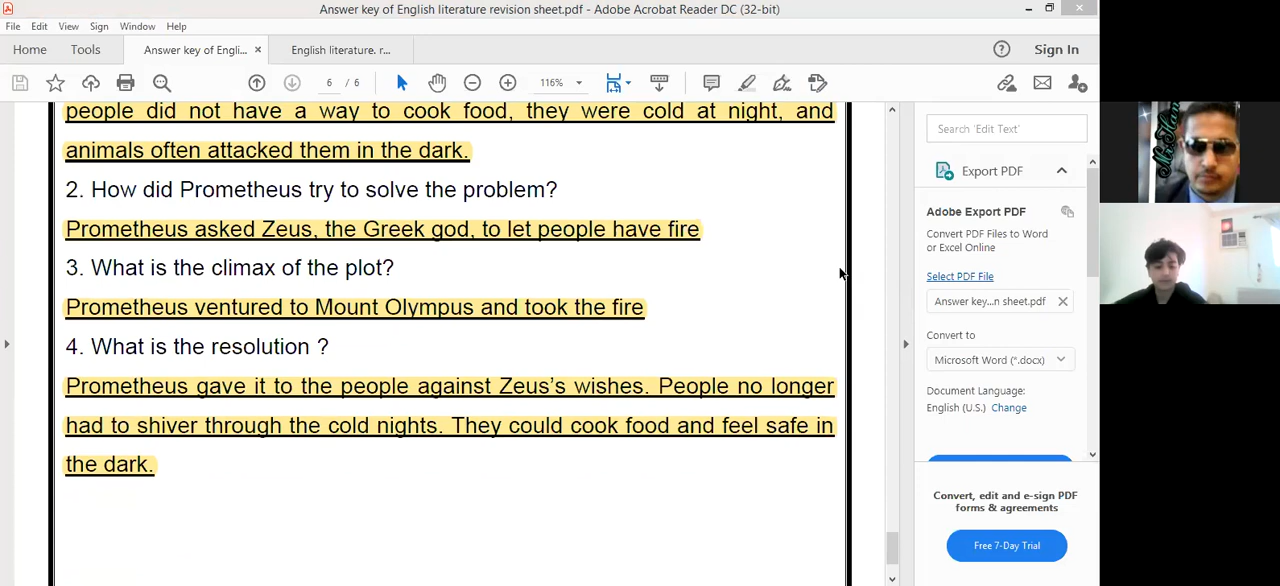 Answer key of English literature revision sheet.pdf - Adobe Acrobat Reader DC (32-bit)
File Edit View Sign Window Help
Home Tools Answer key of Engli... × English literature. r... Sign In
6 / 6 116%
people did not have a way to cook food, they were cold at night, and
animals often attacked them in the dark.
2. How did Prometheus try to solve the problem?
Prometheus asked Zeus, the Greek god, to let people have fire
3. What is the climax of the plot?
Prometheus ventured to Mount Olympus and took the fire
4. What is the resolution ?
Prometheus gave it to the people against Zeus's wishes. People no longer
had to shiver through the cold nights. They could cook food and feel safe in
the dark.
Search 'Edit Text'
Export PDF
Adobe Export PDF
Convert PDF Files to Word
or Excel Online
Select PDF File
Answer key...n sheet.pdf
Convert to
Microsoft Word (*.docx)
Document Language:
English (U.S.) Change
Convert, edit and e-sign PDF
forms & agreements
Free 7-Day Trial